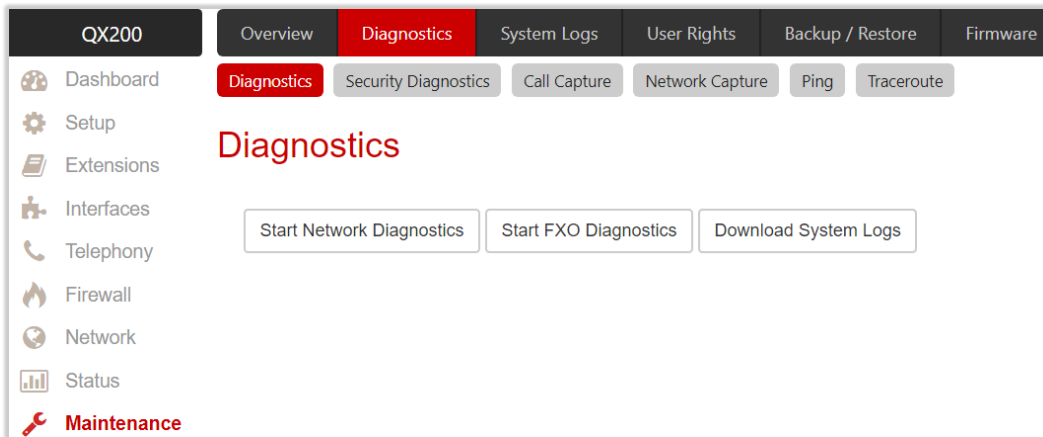 QX200
Overview Diagnostics System Logs User Rights Backup / Restore Firmware
Dashboard
Setup
Extensions
Interfaces
Telephony
Firewall
Network
Status
Maintenance
Diagnostics Security Diagnostics Call Capture Network Capture Ping Traceroute
Diagnostics
Start Network Diagnostics Start FXO Diagnostics Download System Logs